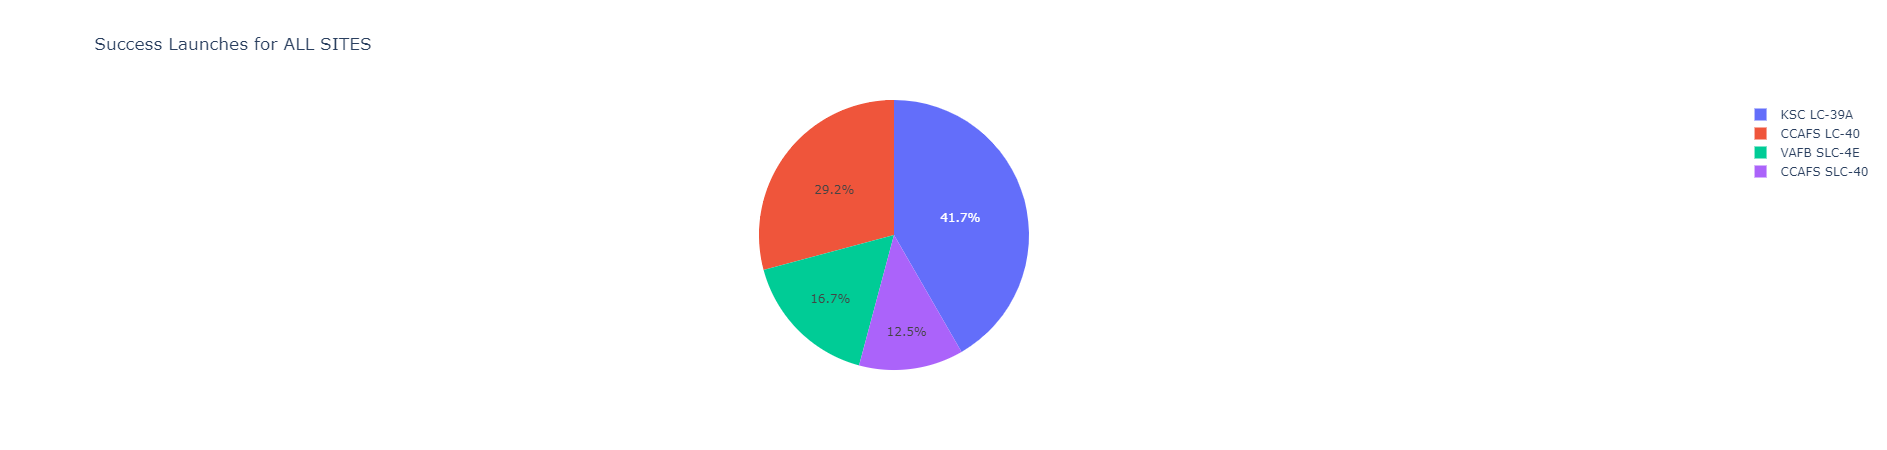 Success Launches for ALL SITES
KSC LC-39A
CCAFS LC-40
VAFB SLC-4E
CCAFS SLC-40
29.2%
41.7%
16.7%
12.5%